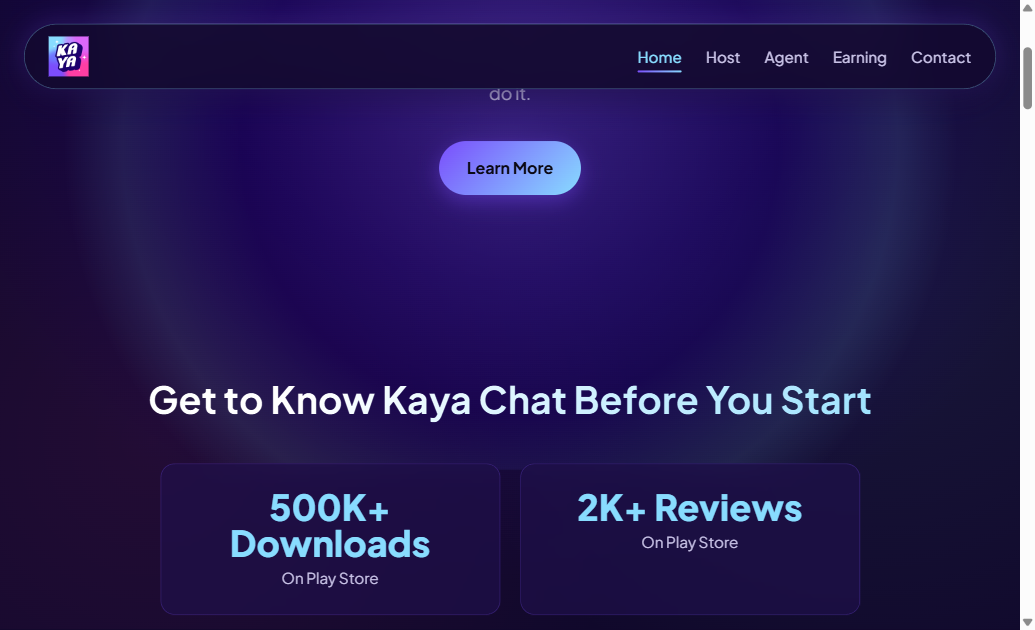 KA
YA
Home Host Agent Earning Contact
do it.
Learn More
Get to Know Kaya Chat Before You Start
500K+
Downloads
On Play Store
2K+ Reviews
On Play Store